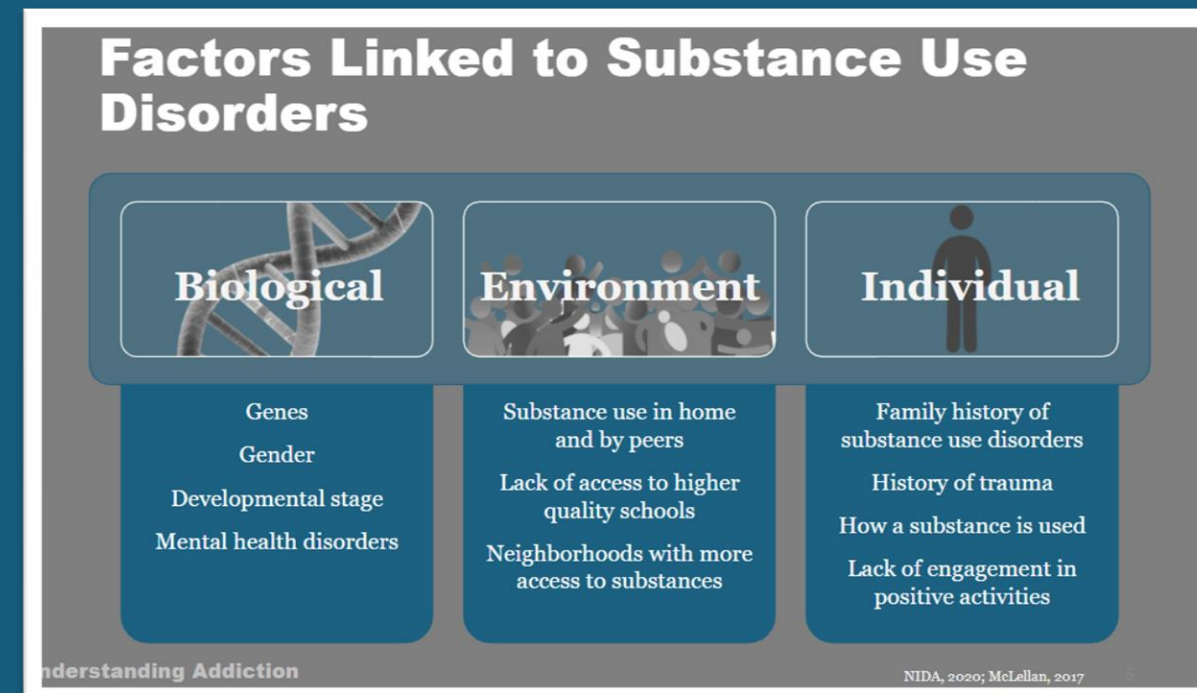 Factors Linked to Substance Use
Disorders
Biological
Genes
Gender
Developmental stage
Mental health disorders
Environment
Substance use in home
and by peers
Lack of access to higher
quality schools
Neighborhoods with more
access to substances
Individual
Family history of
substance use disorders
History of trauma
How a substance is used
Lack of engagement in
positive activities
nderstanding Addiction
NIDA, 2020; McLellan, 2017
5